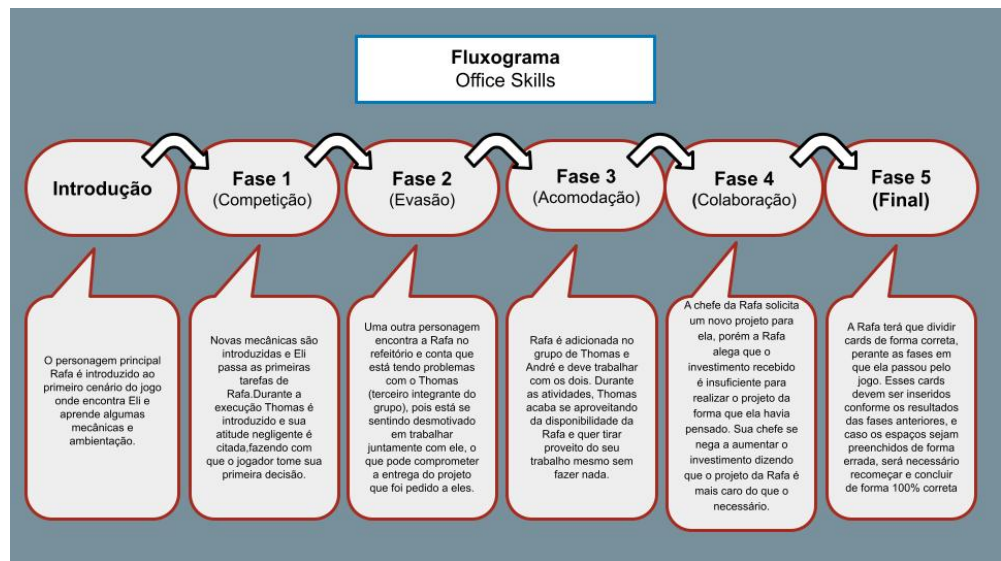 Fluxograma
Office Skills
Introdução
Fase 1
(Competição)
Fase 2
(Evasão)
Fase 3
(Acomodação)
Fase 4
(Colaboração)
Fase 5
(Final)
O personagem principal
Rafa é introduzido ao
primeiro cenário do jogo
onde encontra Eli e
aprende algumas
mecânicas e
ambientação.
Novas mecânicas são
introduzidas e Eli
passa as primeiras
tarefas de
Rafa.Durante a
execução Thomas é
introduzido e sua
atitude negligente é
citada,fazendo com
que o jogador tome sua
primeira decisão.
Uma outra personagem
encontra a Rafa no
refeitório e conta que
está tendo problemas
com o Thomas
(terceiro integrante do
grupo), pois está se
sentindo desmotivado
em trabalhar
juntamente com ele, o
que pode comprometer
a entrega do projeto
que foi pedido a eles.
Rafa é adicionada no
grupo de Thomas e
André e deve trabalhar
com os dois. Durante
as atividades, Thomas
acaba se aproveitando
da disponibilidade da
Rafa e quer tirar
proveito do seu
trabalho mesmo sem
fazer nada.
A chefe da Rafa solicita
um novo projeto para
ela, porém a Rafa
alega que o
investimento recebido
é insuficiente para
realizar o projeto da
forma que ela havia
pensado. Sua chefe se
nega a aumentar o
investimento dizendo
que o projeto da Rafa é
mais caro do que o
necessário.
A Rafa terá que dividir
cards de forma correta,
perante as fases em
que ela passou pelo
jogo. Esses cards
devem ser inseridos
conforme os resultados
das fases anteriores, e
caso os espaços sejam
preenchidos de forma
errada, será necessário
recomeçar e concluir
de forma 100% correta